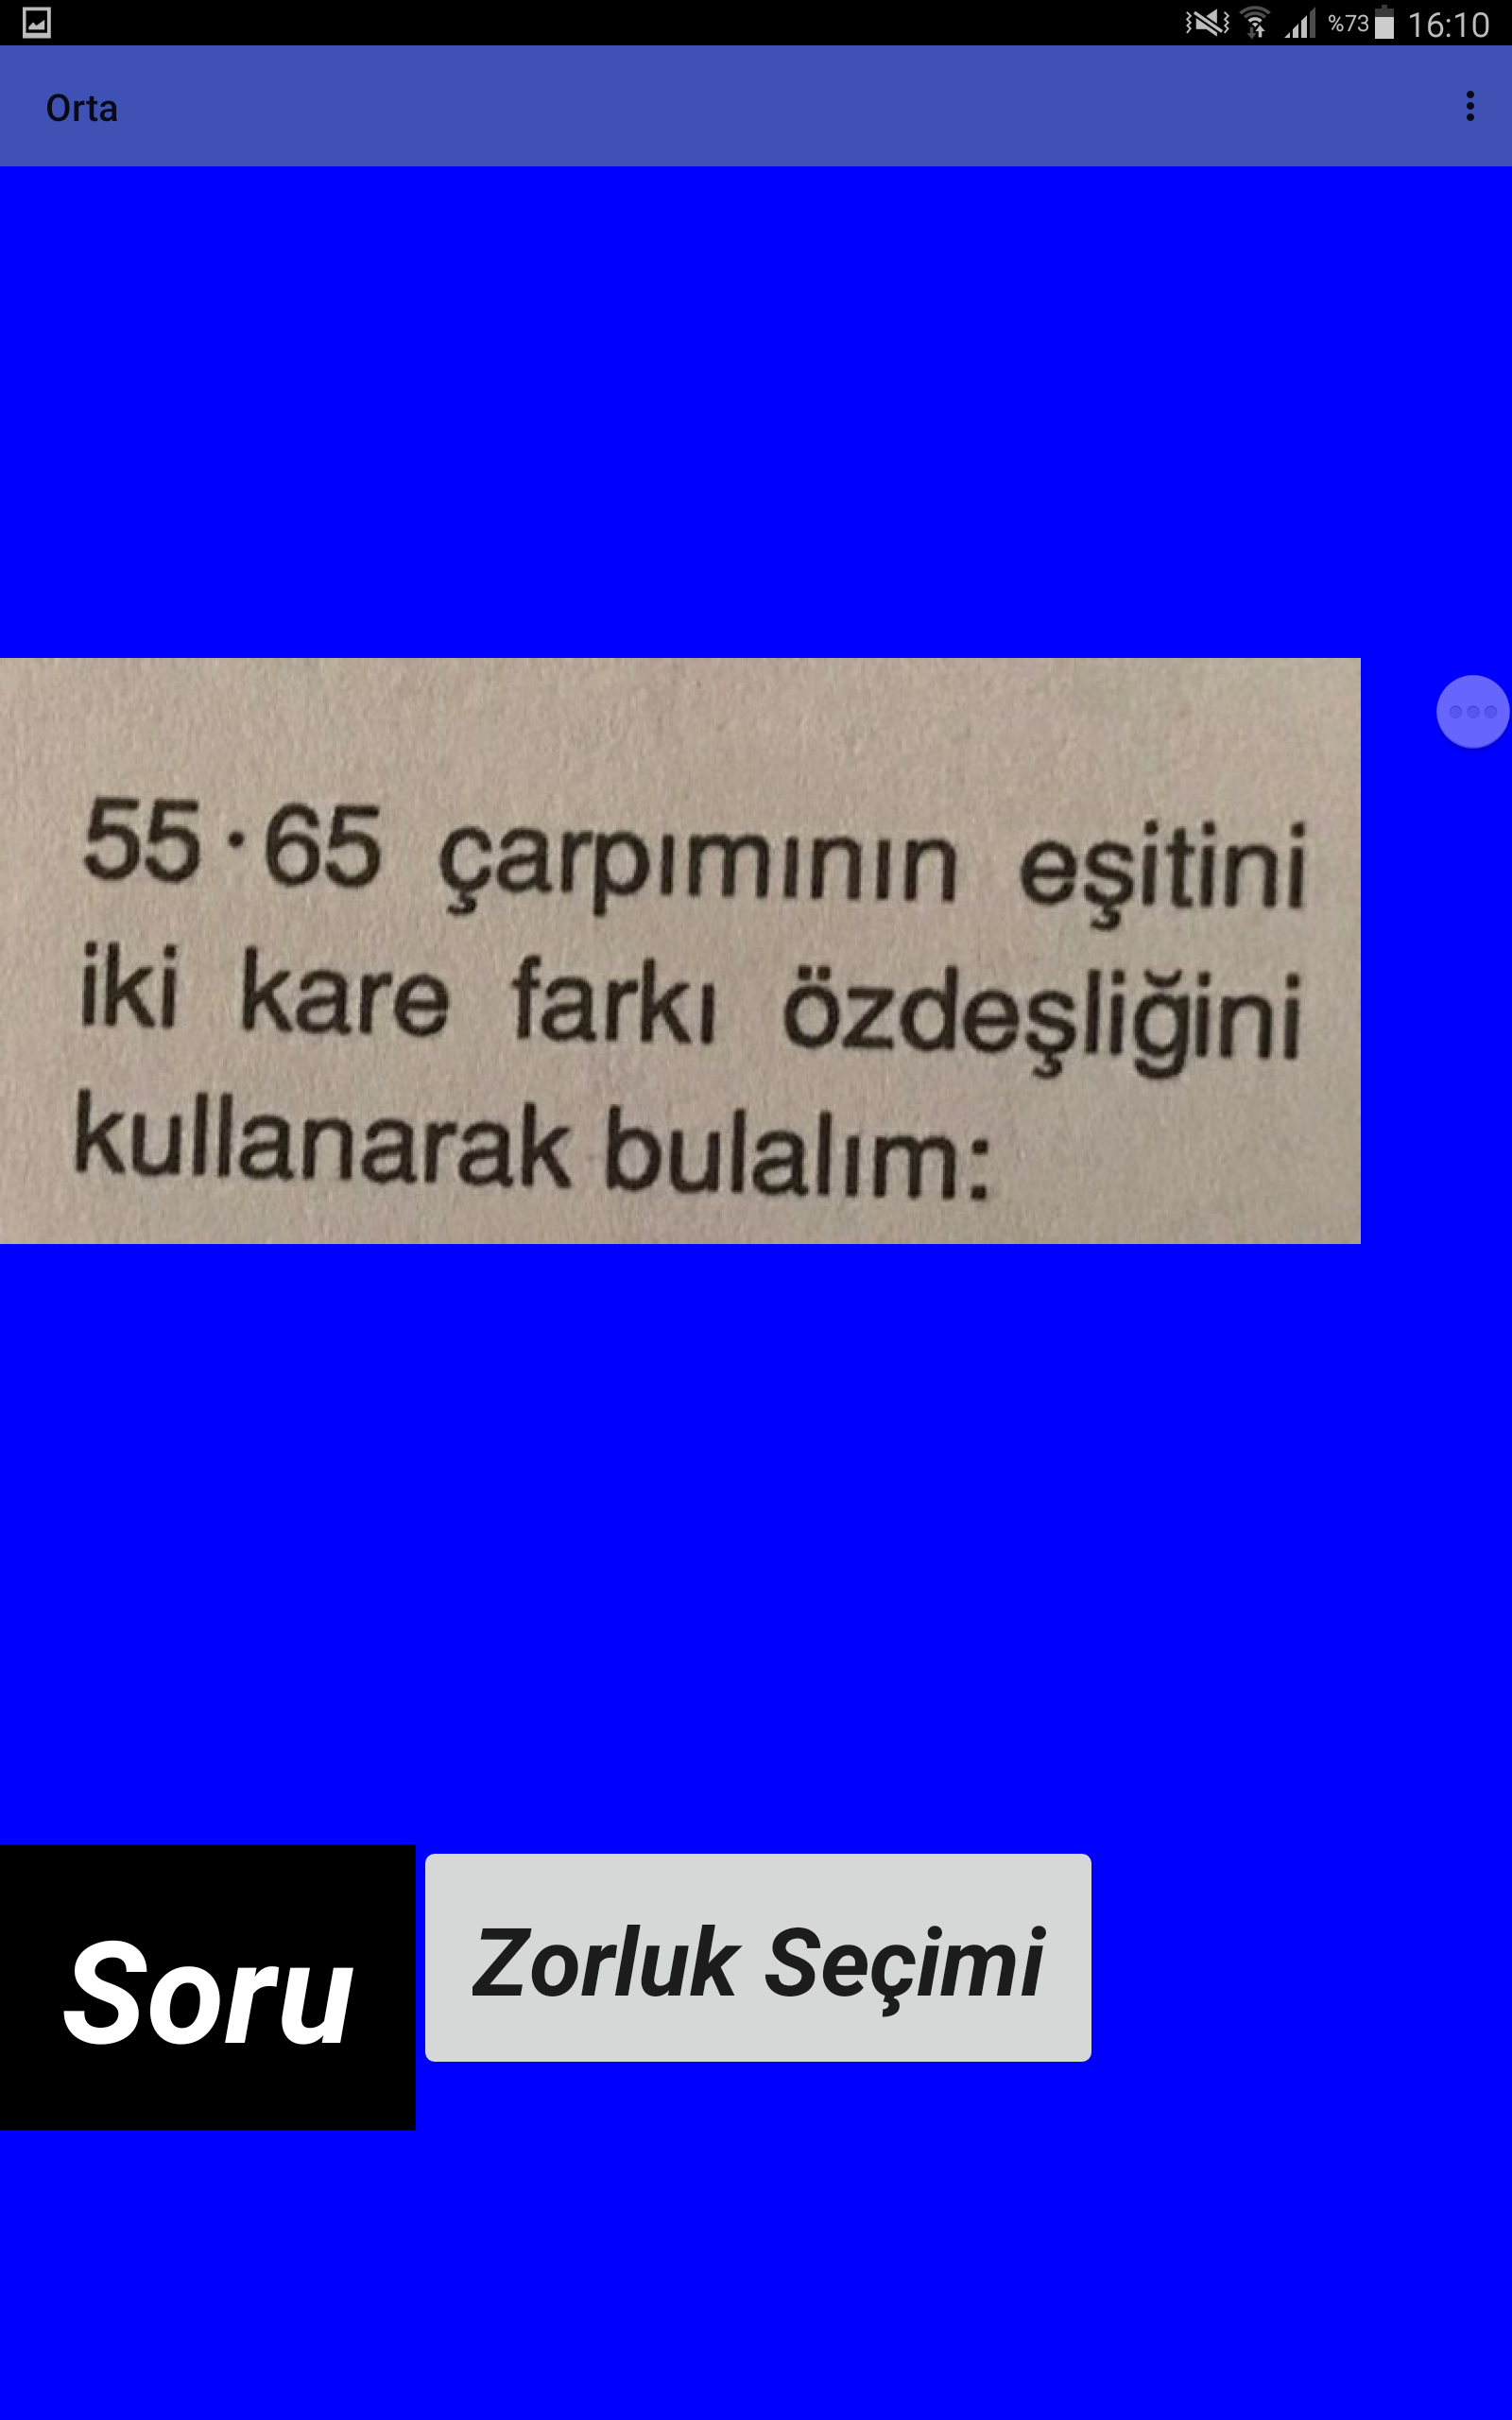 %73 16:10
Orta
55·65 çarpımının eşitini
iki kare farkı özdeşliğini
kullanarak bulalım:
Soru
Zorluk Seçimi